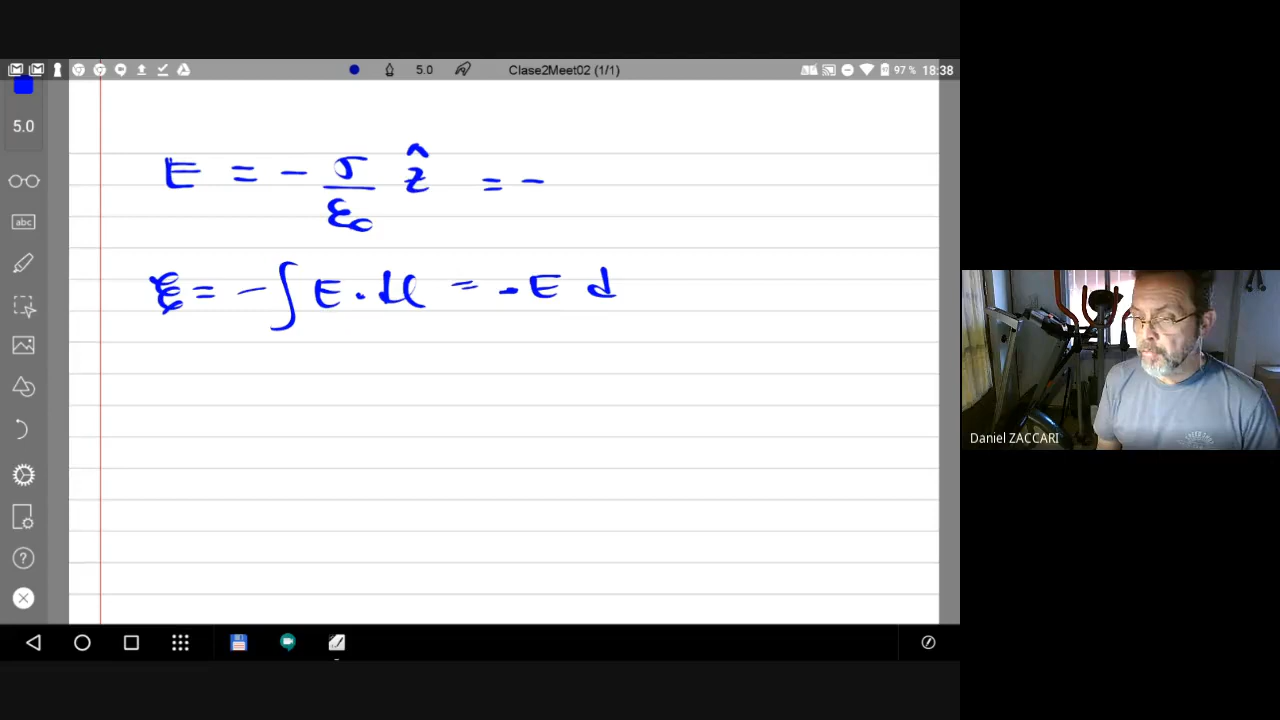 5.0 Clase2Meet02 (1/1) 97 % 18:38
5.0
abc
E = - σ/ε₀ ẑ = -
ξ = - ∫ E · dl = - E d
Daniel ZACCARI